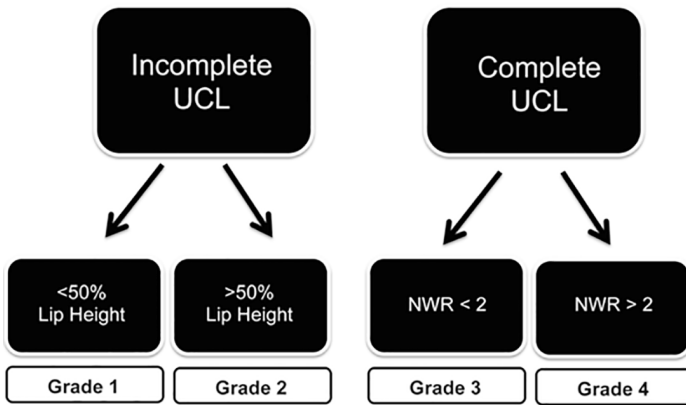 Incomplete
UCL
Complete
UCL
<50%
Lip Height
>50%
Lip Height
NWR < 2
NWR > 2
Grade 1
Grade 2
Grade 3
Grade 4